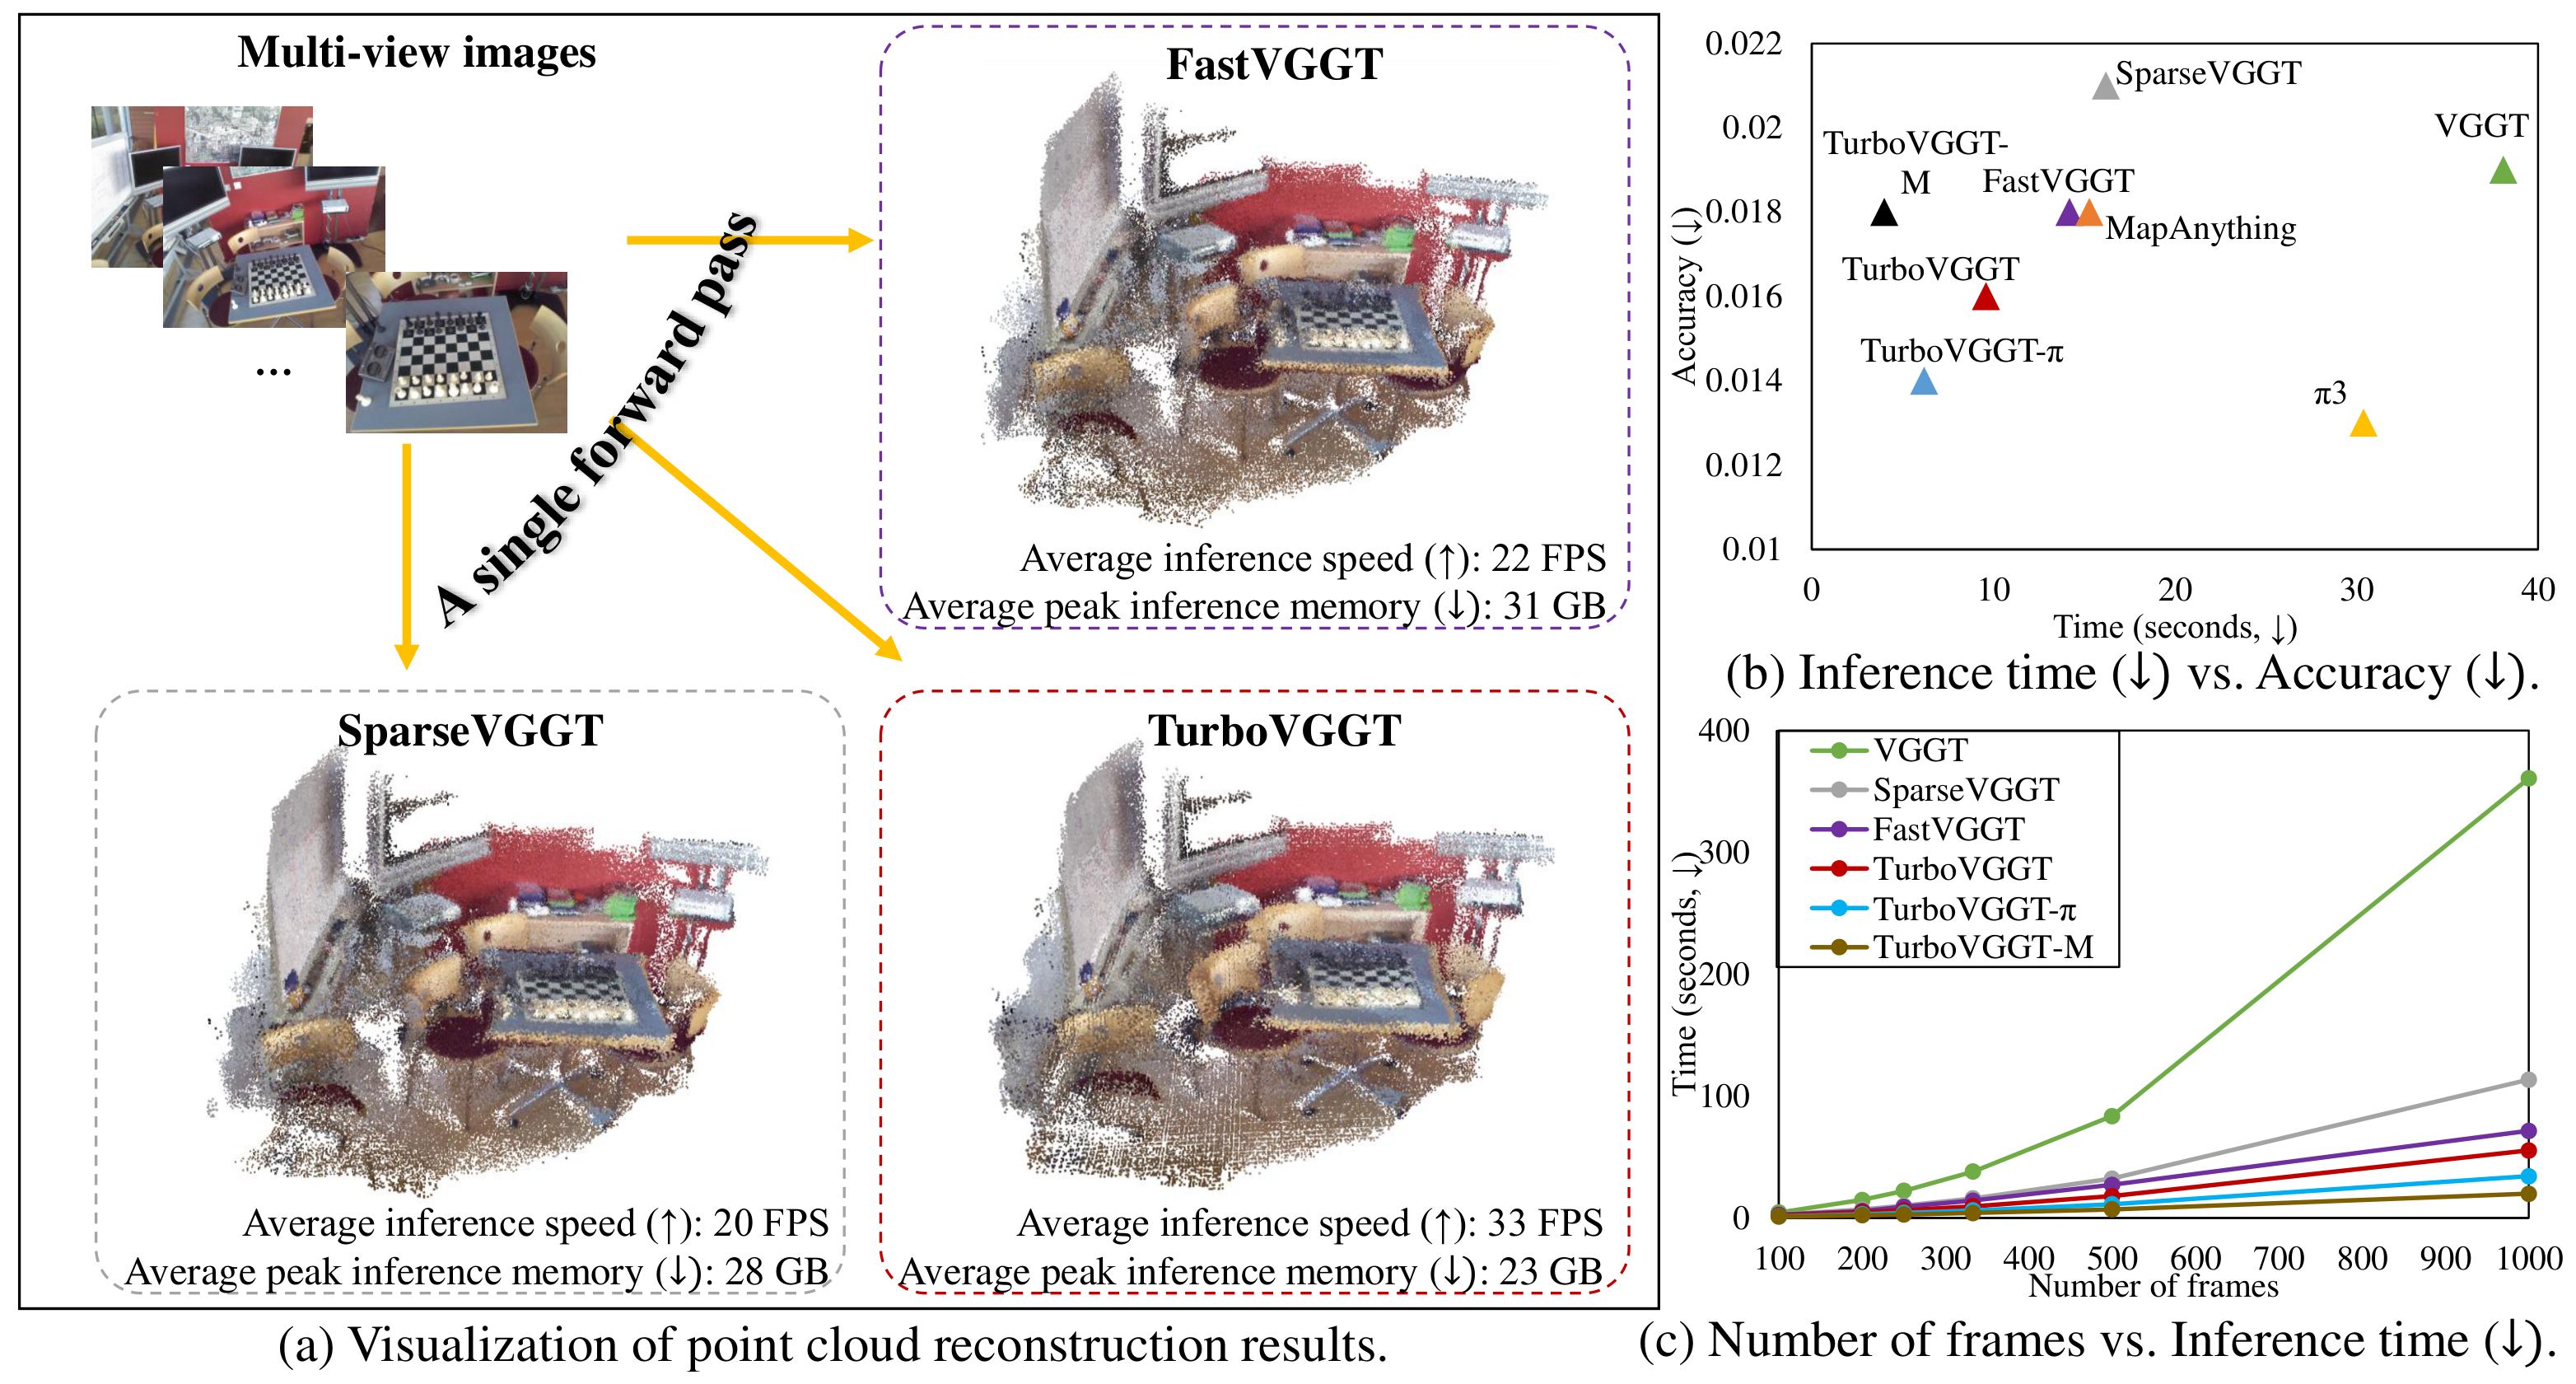 Multi-view images
...
A single forward pass
FastVGGT
Average inference speed (↑): 22 FPS
Average peak inference memory (↓): 31 GB
SparseVGGT
Average inference speed (↑): 20 FPS
Average peak inference memory (↓): 28 GB
TurboVGGT
Average inference speed (↑): 33 FPS
Average peak inference memory (↓): 23 GB
(a) Visualization of point cloud reconstruction results.
0.022
0.02
0.018
0.016
0.014
0.012
0.01
Accuracy (↓)
SparseVGGT
VGGT
TurboVGGT-
M
FastVGGT
MapAnything
TurboVGGT
TurboVGGT-π
π3
0 10 20 30 40
Time (seconds, ↓)
(b) Inference time (↓) vs. Accuracy (↓).
400
300
200
100
0
Time (seconds, ↓)
VGGT
SparseVGGT
FastVGGT
TurboVGGT
TurboVGGT-π
TurboVGGT-M
100 200 300 400 500 600 700 800 900 1000
Number of frames
(c) Number of frames vs. Inference time (↓).